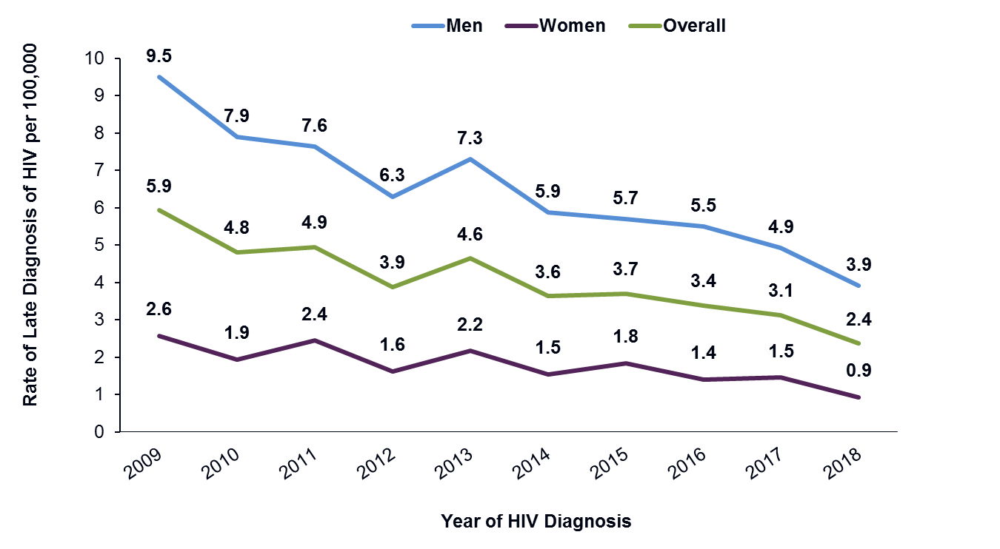 Men Women Overall
Rate of Late Diagnosis of HIV per 100,000
10
9
8
7
6
5
4
3
2
1
0
9.5 7.9 7.6 6.3 7.3 5.9 5.7 5.5 4.9 3.9
5.9 4.8 4.9 3.9 4.6 3.6 3.7 3.4 3.1 2.4
2.6 1.9 2.4 1.6 2.2 1.5 1.8 1.4 1.5 0.9
2009 2010 2011 2012 2013 2014 2015 2016 2017 2018
Year of HIV Diagnosis